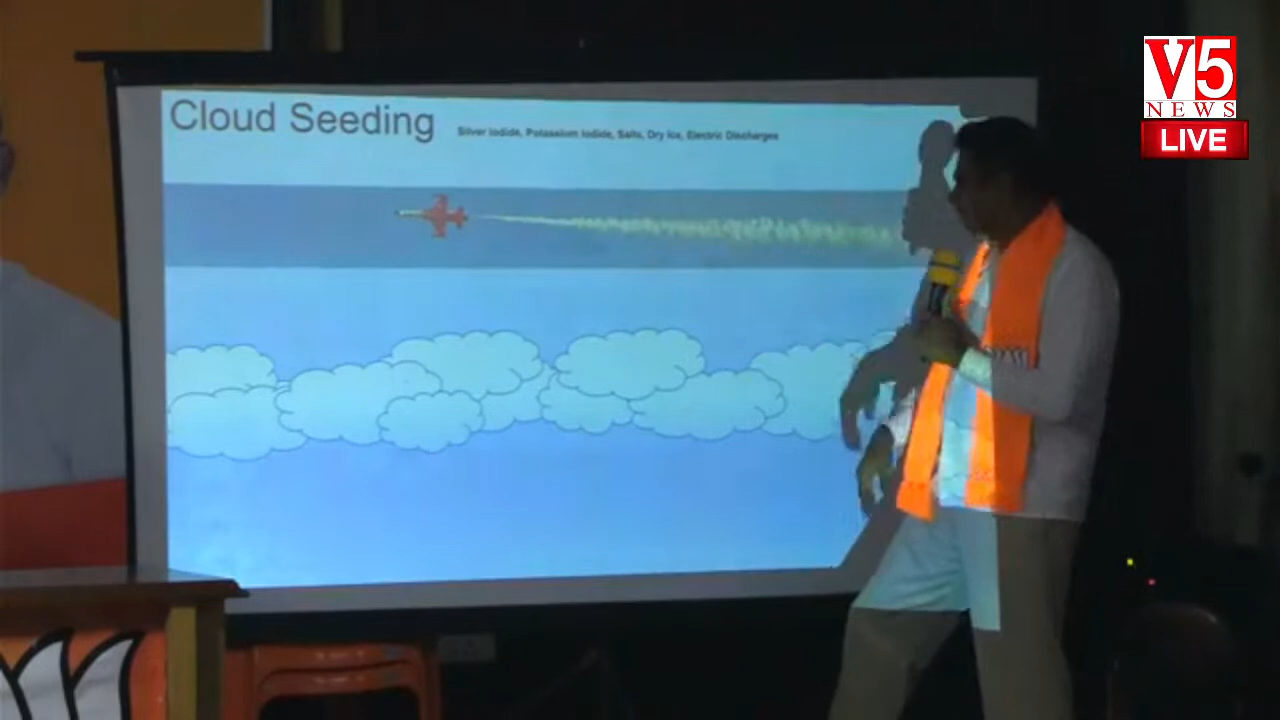 Cloud Seeding
Silver Iodide, Potassium Iodide, Salts, Dry Ice, Electric Discharges
V5
NEWS
LIVE